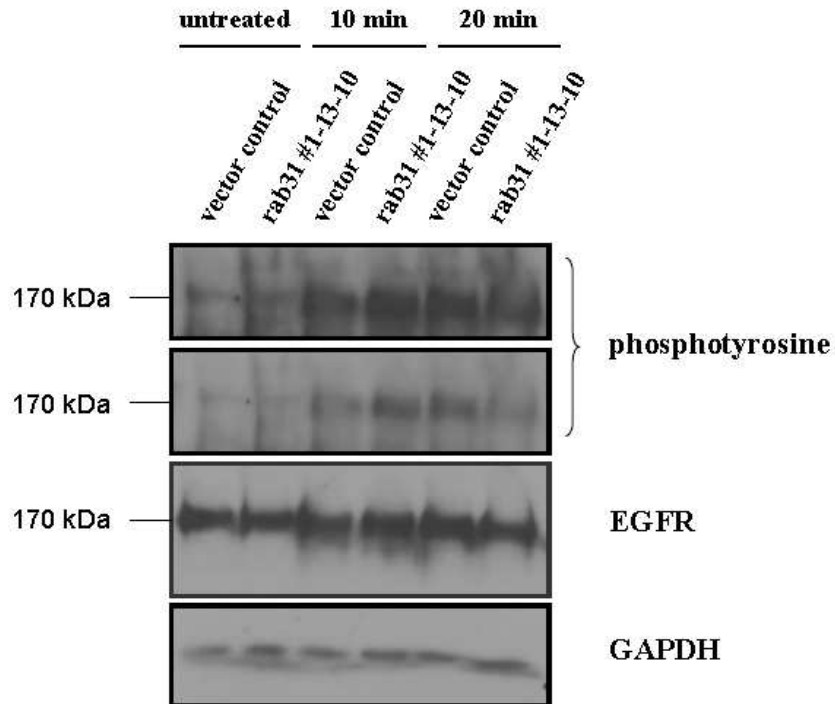 untreated 10 min 20 min
vector control
rab31 #1-13-10
vector control
rab31 #1-13-10
vector control
rab31 #1-13-10
170 kDa
phosphotyrosine
170 kDa
170 kDa
EGFR
GAPDH